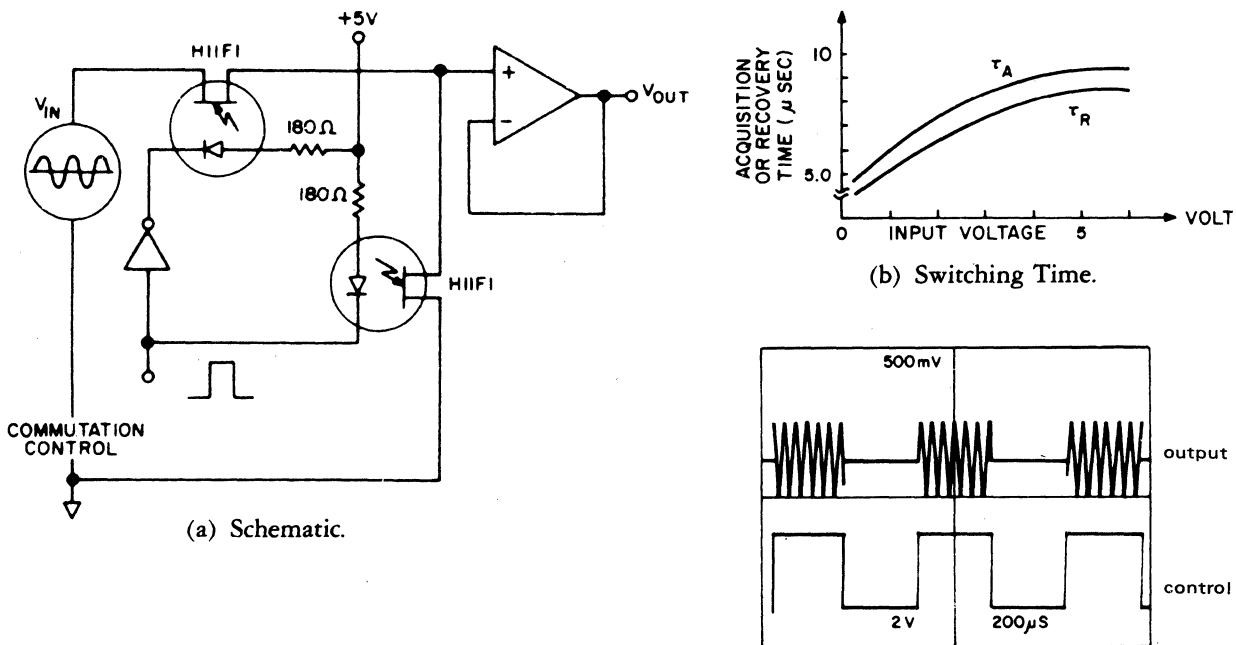 +5V
H11F1
V_IN
180Ω
180Ω
+
−
V_OUT
H11F1
COMMUTATION
CONTROL
(a) Schematic.
ACQUISITION
OR RECOVERY
TIME (μ SEC)
10
5.0
τ_A
τ_R
0
INPUT VOLTAGE
5
VOLT
(b) Switching Time.
500mV
output
control
2V
200μS